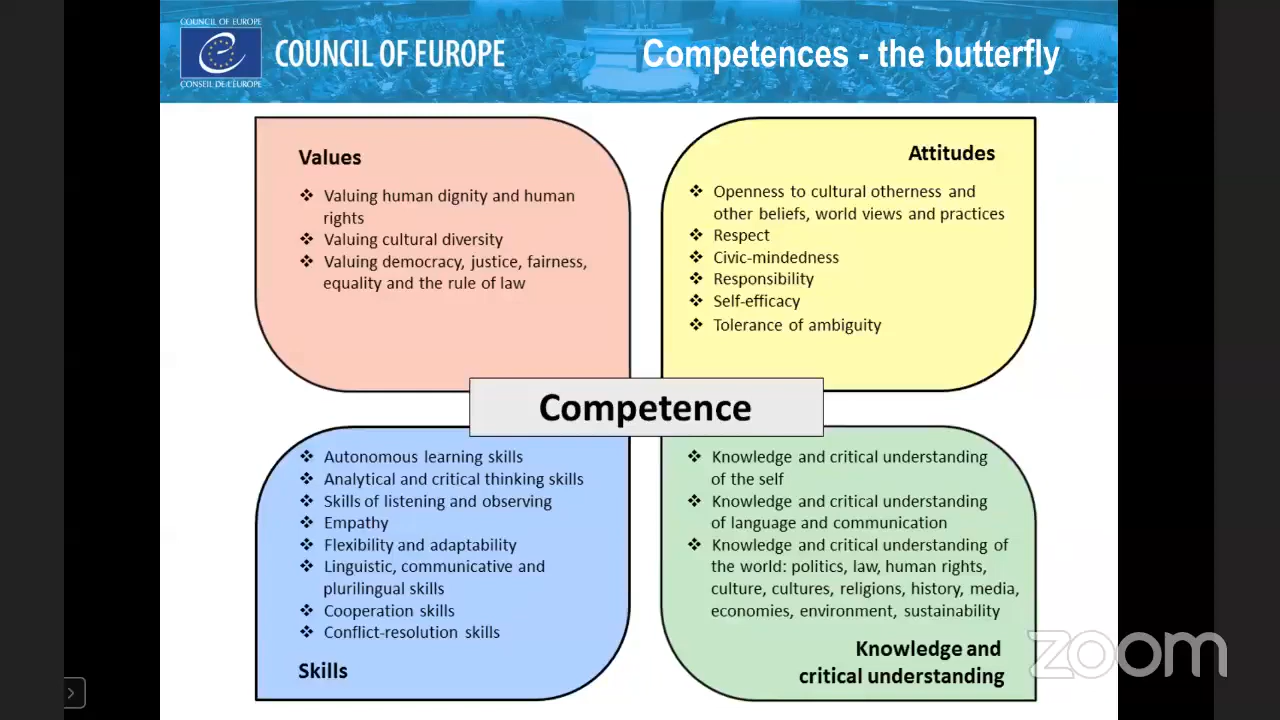 COUNCIL OF EUROPE
CONSEIL DE L'EUROPE
COUNCIL OF EUROPE
Competences - the butterfly
Values
❖ Valuing human dignity and human
rights
❖ Valuing cultural diversity
❖ Valuing democracy, justice, fairness,
equality and the rule of law
Attitudes
❖ Openness to cultural otherness and
other beliefs, world views and practices
❖ Respect
❖ Civic-mindedness
❖ Responsibility
❖ Self-efficacy
❖ Tolerance of ambiguity
Competence
❖ Autonomous learning skills
❖ Analytical and critical thinking skills
❖ Skills of listening and observing
❖ Empathy
❖ Flexibility and adaptability
❖ Linguistic, communicative and
plurilingual skills
❖ Cooperation skills
❖ Conflict-resolution skills
Skills
❖ Knowledge and critical understanding
of the self
❖ Knowledge and critical understanding
of language and communication
❖ Knowledge and critical understanding of
the world: politics, law, human rights,
culture, cultures, religions, history, media,
economies, environment, sustainability
Knowledge and
critical understanding
zoom